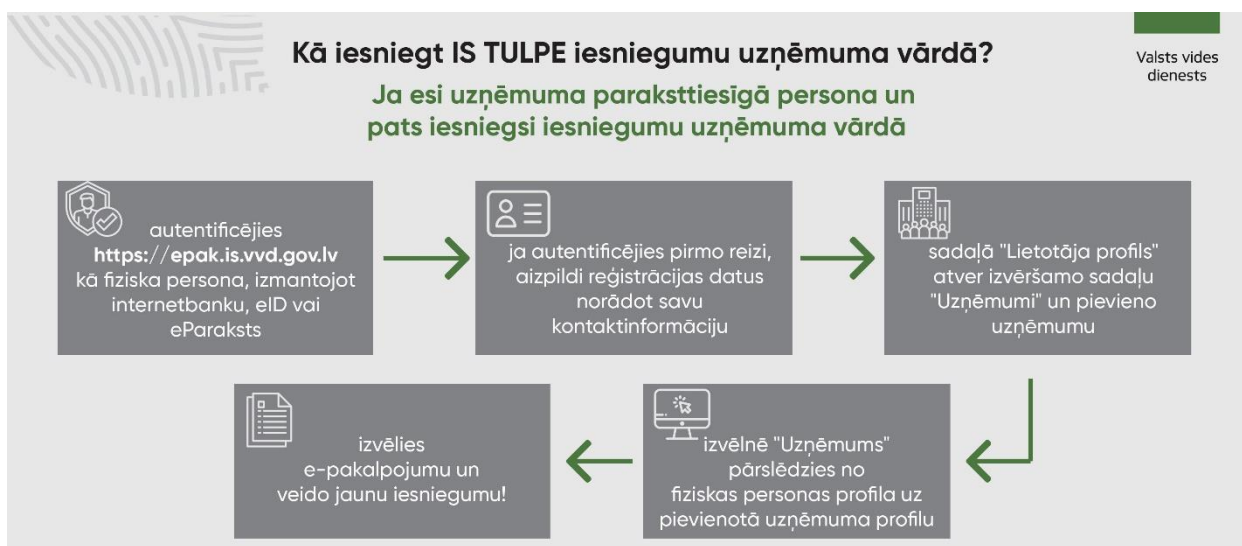 Kā iesniegt IS TULPE iesniegumu uzņēmuma vārdā?
Valsts vides
dienests
Ja esi uzņēmuma paraksttiesīgā persona un
pats iesniegsi iesniegumu uzņēmuma vārdā
autentificējies
https://epak.is.vvd.gov.lv
kā fiziska persona, izmantojot
internetbanku, eID vai
eParaksts
ja autentificējies pirmo reizi,
aizpildi reģistrācijas datus
norādot savu
kontaktinformāciju
sadaļā "Lietotāja profils"
atver izvēršamo sadaļu
"Uzņēmumi" un pievieno
uzņēmumu
izvēlnē "Uzņēmums"
pārslēdzies no
fiziskas personas profila uz
pievienotā uzņēmuma profilu
izvēlies
e-pakalpojumu un
veido jaunu iesniegumu!